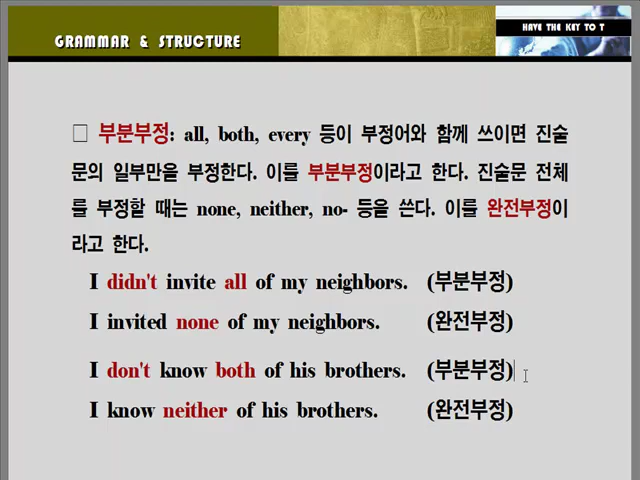 GRAMMAR & STRUCTURE
HAVE THE KEY TO T
□ 부분부정: all, both, every 등이 부정어와 함께 쓰이면 진술
문의 일부만을 부정한다. 이를 부분부정이라고 한다. 진술문 전체
를 부정할 때는 none, neither, no- 등을 쓴다. 이를 완전부정이
라고 한다.
I didn't invite all of my neighbors. (부분부정)
I invited none of my neighbors. (완전부정)
I don't know both of his brothers. (부분부정)
I know neither of his brothers. (완전부정)